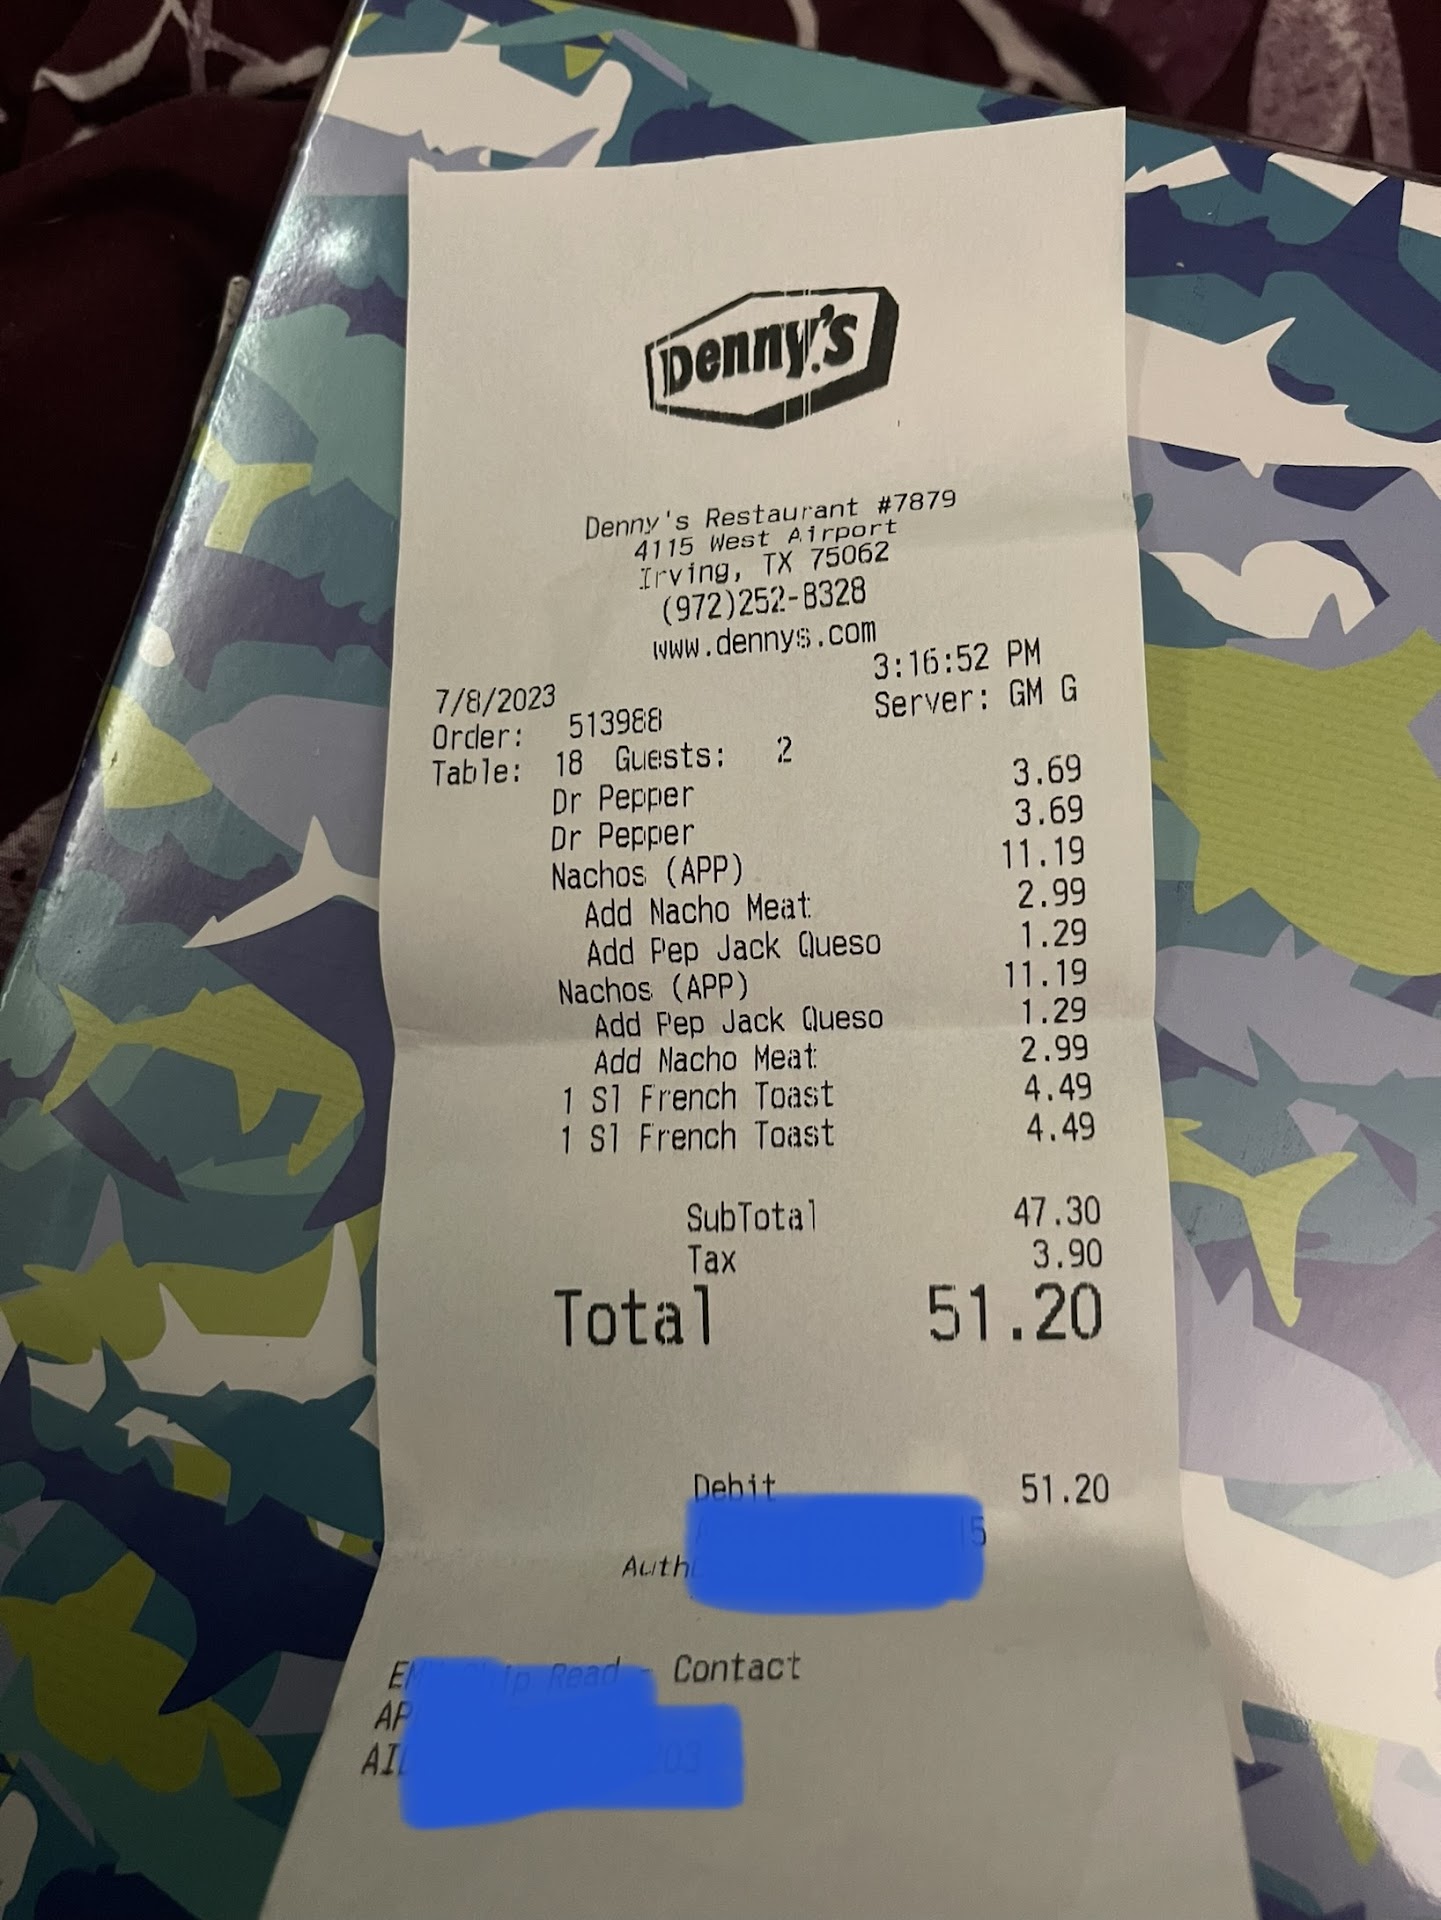 Denny's
Denny's Restaurant #7879
4115 West Airport
Irving, TX 75062
(972)252-8328
www.dennys.com
7/8/2023 3:16:52 PM
Order: 513988 Server: GM G
Table: 18 Guests: 2
Dr Pepper 3.69
Dr Pepper 3.69
Nachos (APP) 11.19
Add Nacho Meat 2.99
Add Pep Jack Queso 1.29
Nachos (APP) 11.19
Add Pep Jack Queso 1.29
Add Nacho Meat 2.99
1 Sl French Toast 4.49
1 Sl French Toast 4.49
SubTotal 47.30
Tax 3.90
Total 51.20
Debit 51.20
Auth
Read - Contact